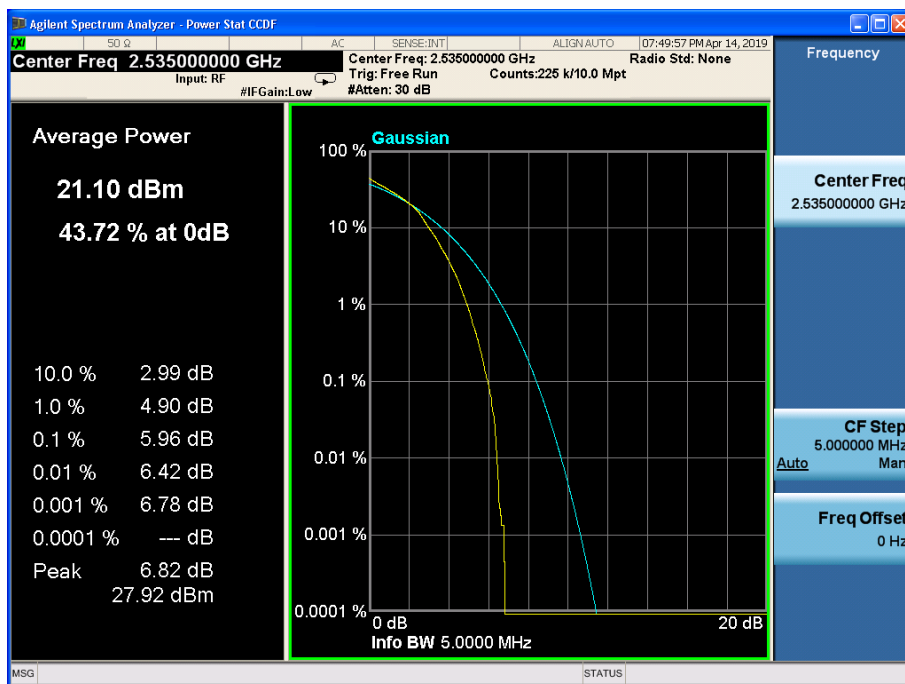 Agilent Spectrum Analyzer - Power Stat CCDF
LXI 50 Ω AC SENSE:INT ALIGN AUTO 07:49:57 PM Apr 14, 2019
Center Freq 2.535000000 GHz
Input: RF
#IFGain:Low
Center Freq: 2.535000000 GHz Radio Std: None
Trig: Free Run Counts:225 k/10.0 Mpt
#Atten: 30 dB
Average Power
21.10 dBm
43.72 % at 0dB
10.0 % 2.99 dB
1.0 % 4.90 dB
0.1 % 5.96 dB
0.01 % 6.42 dB
0.001 % 6.78 dB
0.0001 % --- dB
Peak 6.82 dB
27.92 dBm
Gaussian
100 %
10 %
1 %
0.1 %
0.01 %
0.001 %
0.0001 %
0 dB 20 dB
Info BW 5.0000 MHz
Frequency
Center Freq
2.535000000 GHz
CF Step
5.000000 MHz
Auto Man
Freq Offset
0 Hz
MSG STATUS